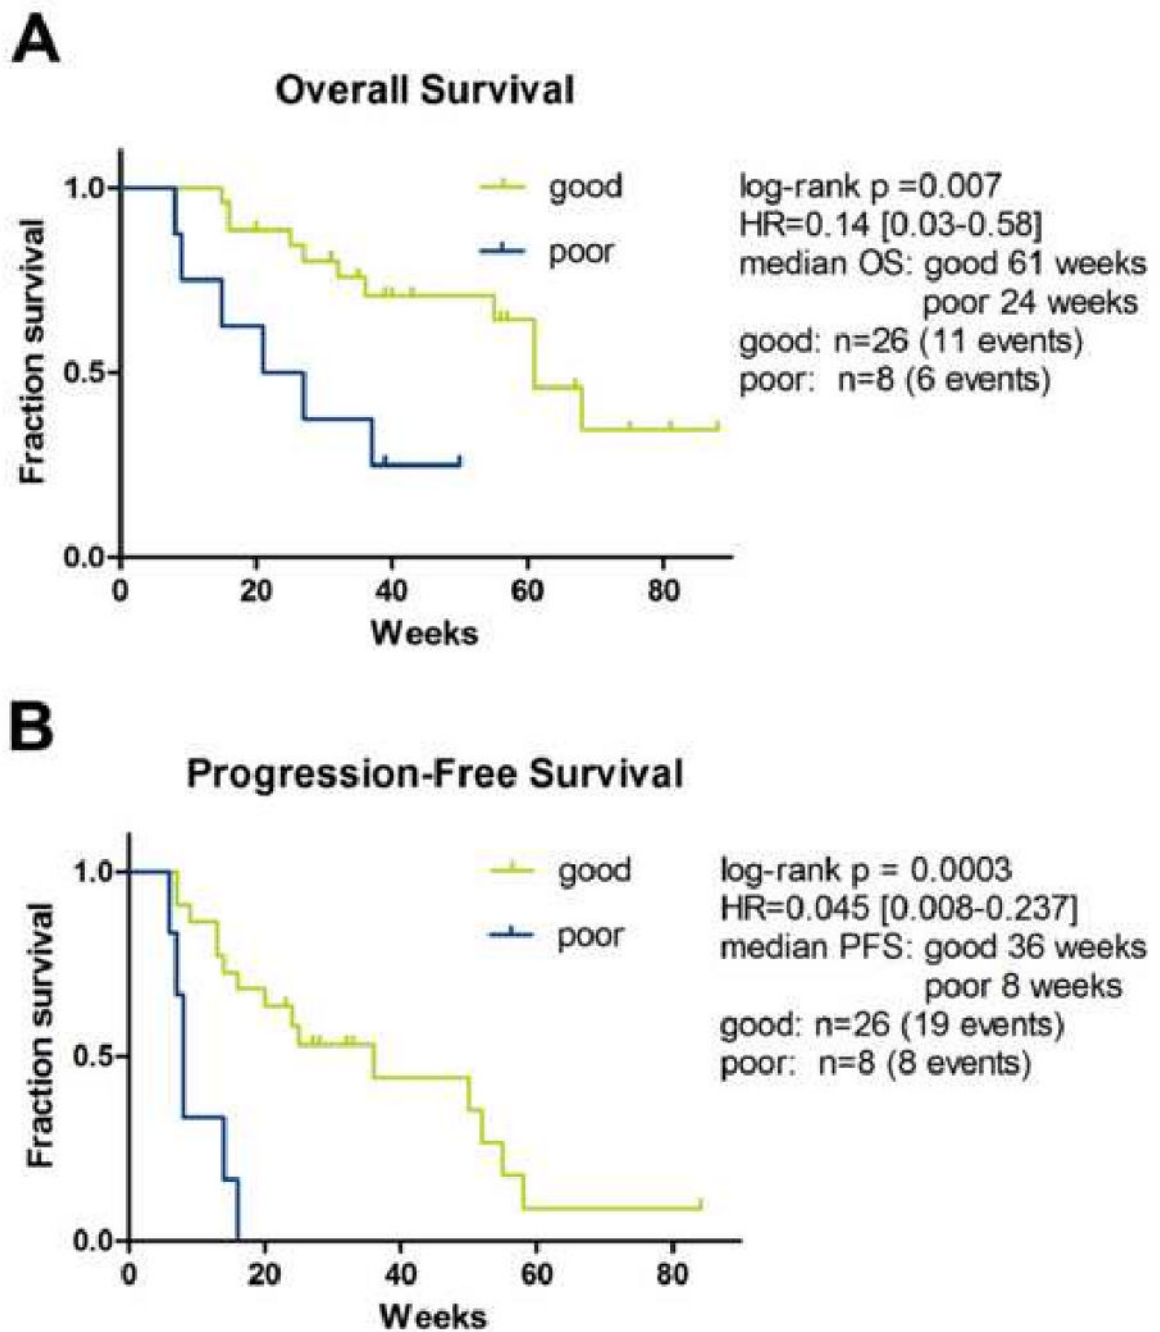 A
Overall Survival
good
poor
log-rank p =0.007
HR=0.14 [0.03-0.58]
median OS: good 61 weeks
poor 24 weeks
good: n=26 (11 events)
poor: n=8 (6 events)
Fraction survival
1.0
0.5
0.0
0 20 40 60 80
Weeks
B
Progression-Free Survival
good
poor
log-rank p = 0.0003
HR=0.045 [0.008-0.237]
median PFS: good 36 weeks
poor 8 weeks
good: n=26 (19 events)
poor: n=8 (8 events)
Fraction survival
1.0
0.5
0.0
0 20 40 60 80
Weeks